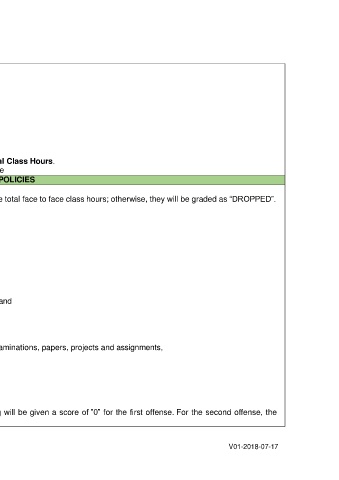 al Class Hours.
e
POLICIES
e total face to face class hours; otherwise, they will be graded as “DROPPED”.
and
aminations, papers, projects and assignments,
g will be given a score of "0" for the first offense. For the second offense, the
V01-2018-07-17